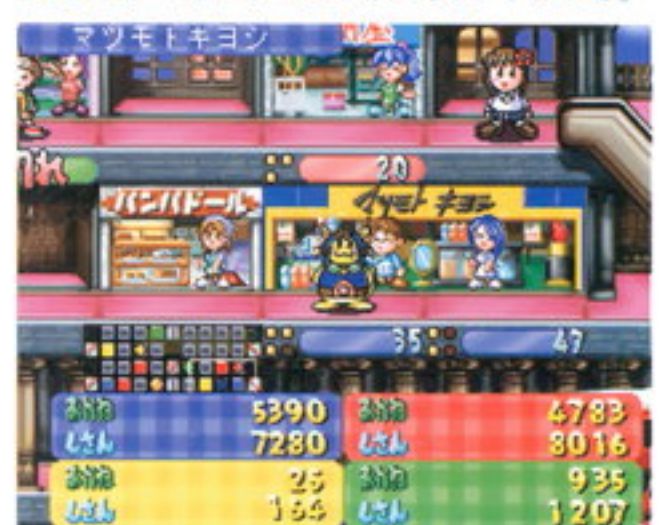 マツモトキヨシ
20
パンパドール
マツモト キヨシ
35
47
おかね 5390
しさん 7280
おかね 4783
しさん 8016
おかね 25
しさん 164
おかね 935
しさん 1207